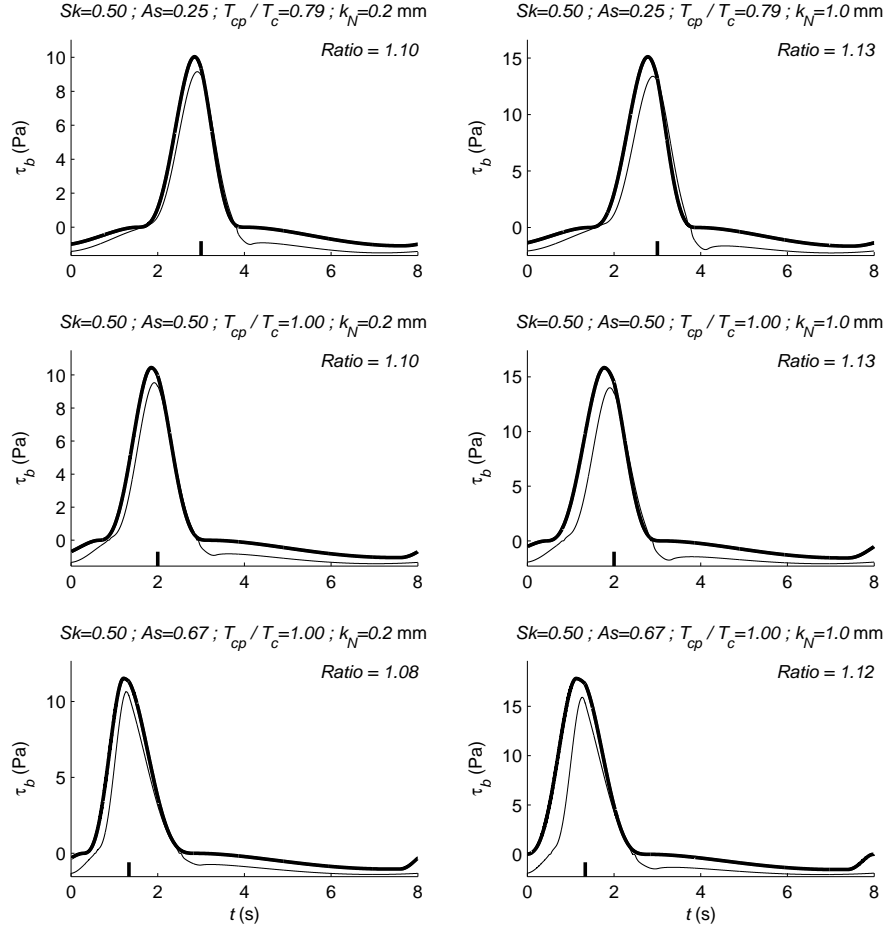 Sk=0.50 ; As=0.25 ; T_cp / T_c=0.79 ; k_N=0.2 mm
Ratio = 1.10
10
8
6
4
2
0
τ_b (Pa)
0 2 4 6 8
Sk=0.50 ; As=0.25 ; T_cp / T_c=0.79 ; k_N=1.0 mm
Ratio = 1.13
15
10
5
0
τ_b (Pa)
0 2 4 6 8
Sk=0.50 ; As=0.50 ; T_cp / T_c=1.00 ; k_N=0.2 mm
Ratio = 1.10
10
8
6
4
2
0
τ_b (Pa)
0 2 4 6 8
Sk=0.50 ; As=0.50 ; T_cp / T_c=1.00 ; k_N=1.0 mm
Ratio = 1.13
15
10
5
0
τ_b (Pa)
0 2 4 6 8
Sk=0.50 ; As=0.67 ; T_cp / T_c=1.00 ; k_N=0.2 mm
Ratio = 1.08
10
5
0
τ_b (Pa)
0 2 4 6 8
t (s)
Sk=0.50 ; As=0.67 ; T_cp / T_c=1.00 ; k_N=1.0 mm
Ratio = 1.12
15
10
5
0
τ_b (Pa)
0 2 4 6 8
t (s)